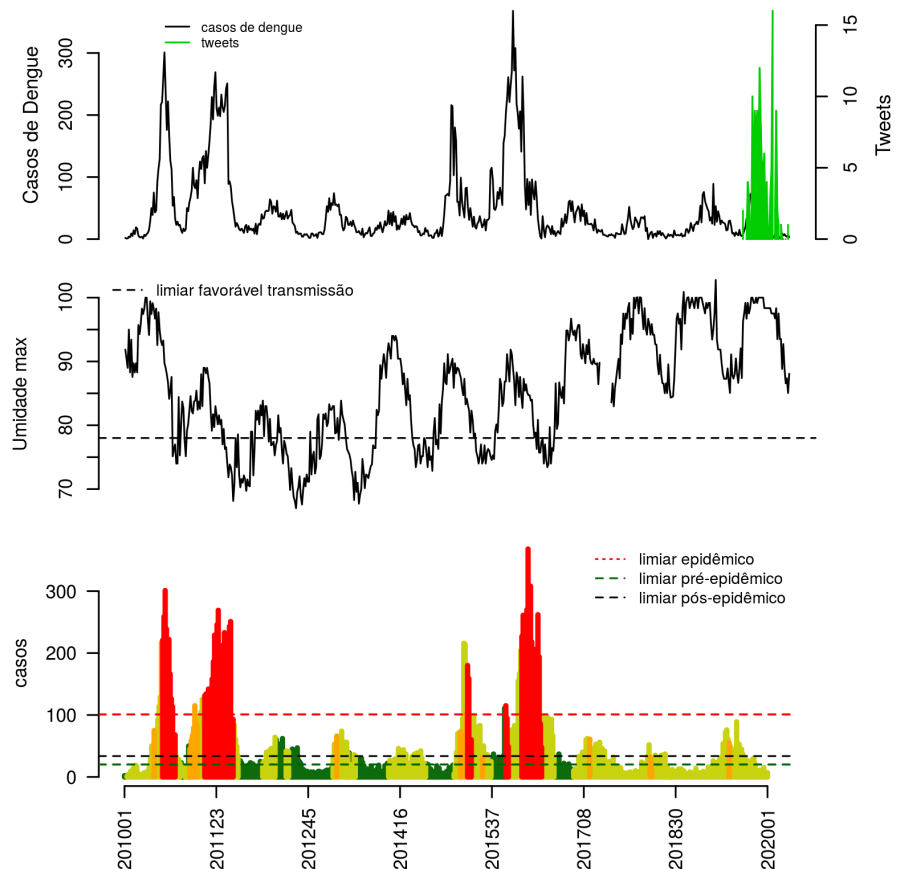 casos de dengue
tweets
Casos de Dengue
0
100
200
300
Tweets
0
5
10
15
limiar favorável transmissão
Umidade max
70
80
90
100
limiar epidêmico
limiar pré-epidêmico
limiar pós-epidêmico
casos
300
200
100
0
201001
201123
201245
201416
201537
201708
201830
202001